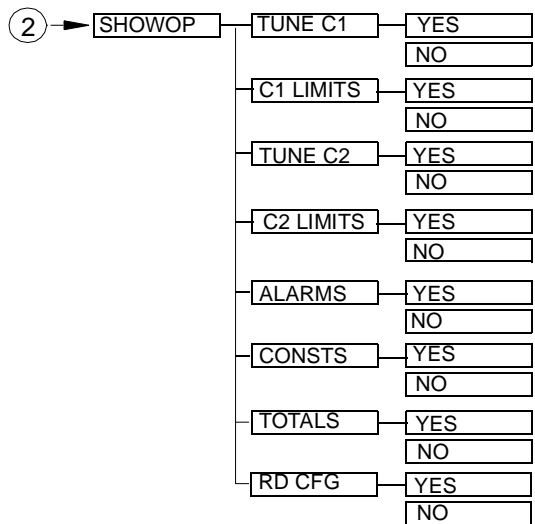 2 SHOWOP TUNE C1 YES
NO
C1 LIMITS YES
NO
TUNE C2 YES
NO
C2 LIMITS YES
NO
ALARMS YES
NO
CONSTS YES
NO
TOTALS YES
NO
RD CFG YES
NO